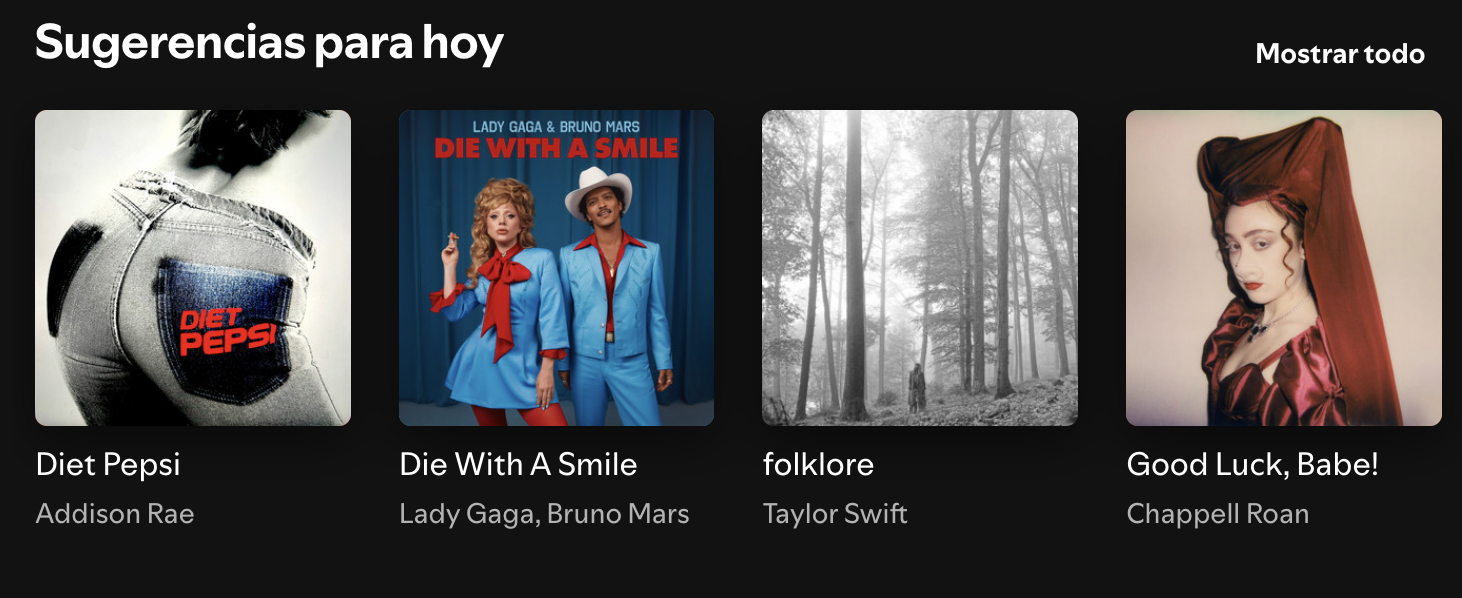 Sugerencias para hoy
Mostrar todo
DIET
PEPSI
LADY GAGA & BRUNO MARS
DIE WITH A SMILE
Diet Pepsi
Addison Rae
Die With A Smile
Lady Gaga, Bruno Mars
folklore
Taylor Swift
Good Luck, Babe!
Chappell Roan